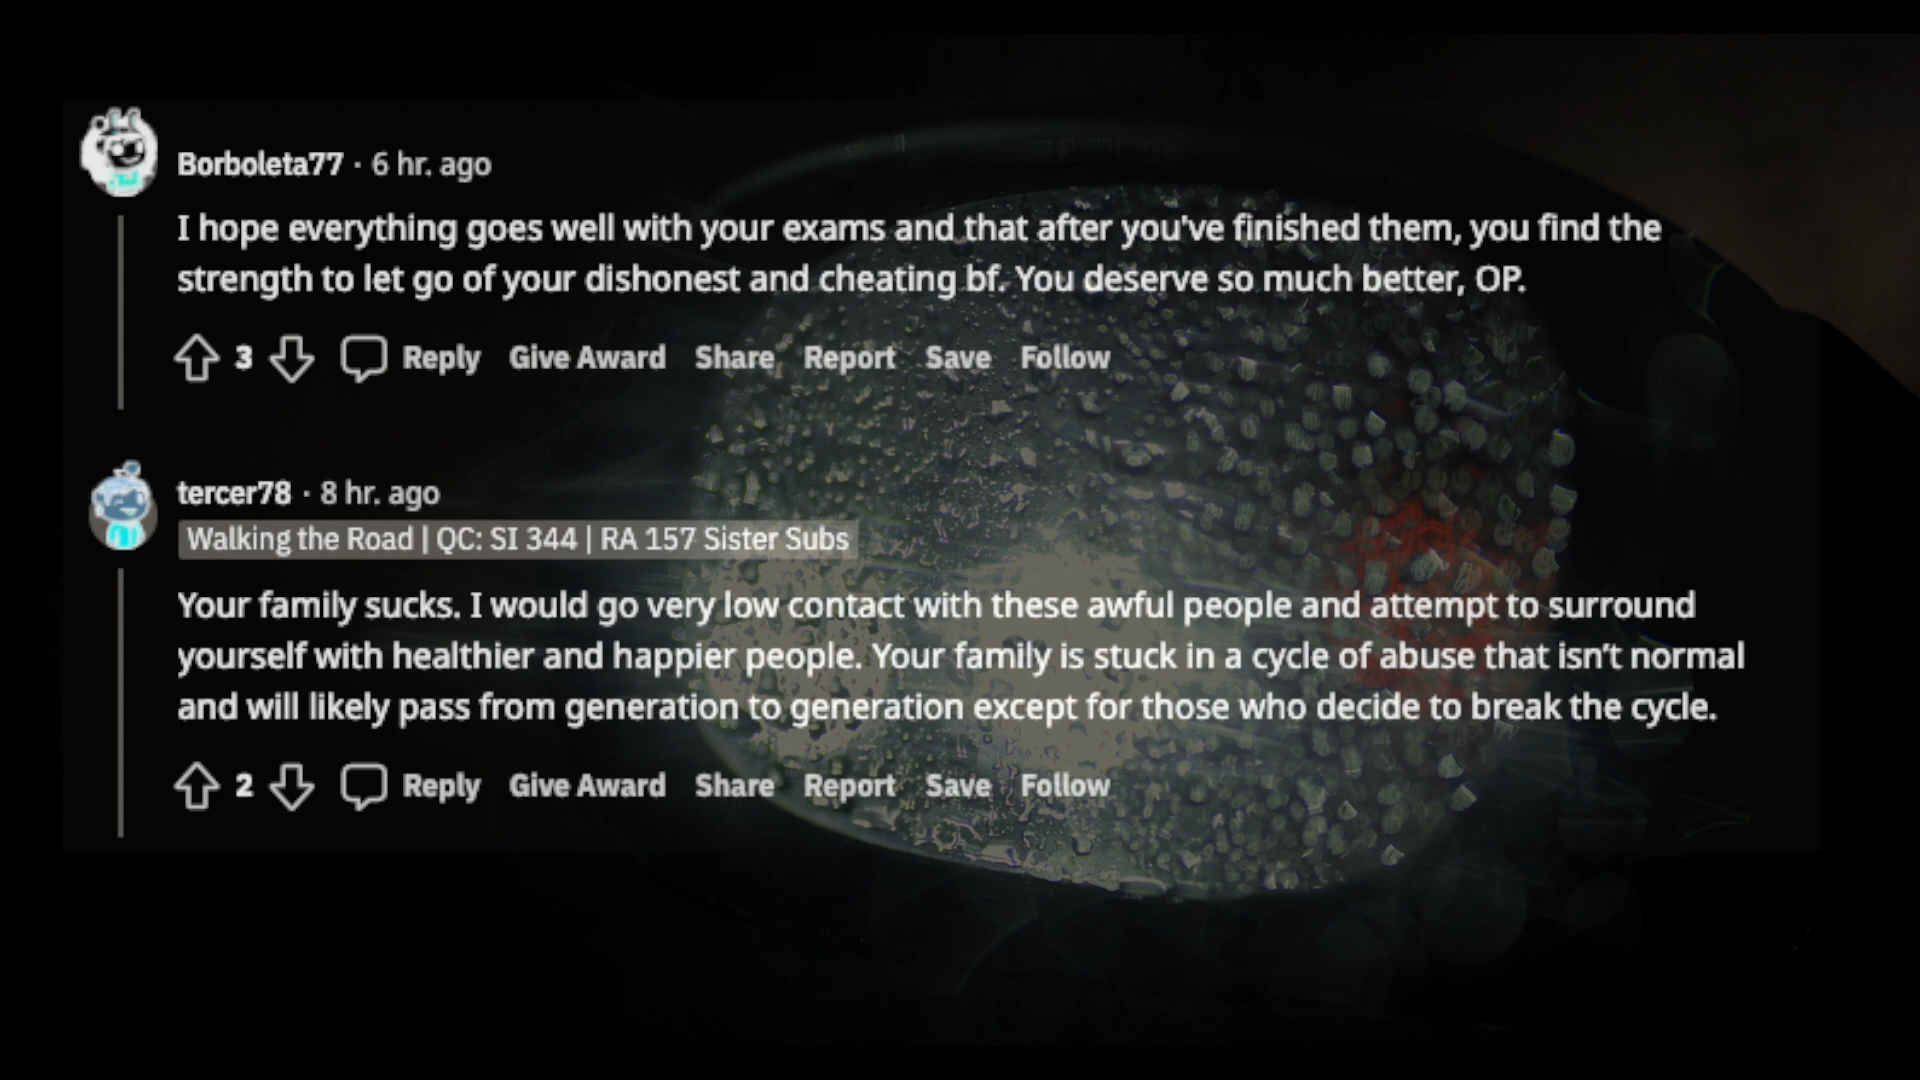 Borboleta77 · 6 hr. ago
I hope everything goes well with your exams and that after you've finished them, you find the
strength to let go of your dishonest and cheating bf. You deserve so much better, OP.
3 Reply Give Award Share Report Save Follow
tercer78 · 8 hr. ago
Walking the Road | QC: SI 344 | RA 157 Sister Subs
Your family sucks. I would go very low contact with these awful people and attempt to surround
yourself with healthier and happier people. Your family is stuck in a cycle of abuse that isn’t normal
and will likely pass from generation to generation except for those who decide to break the cycle.
2 Reply Give Award Share Report Save Follow